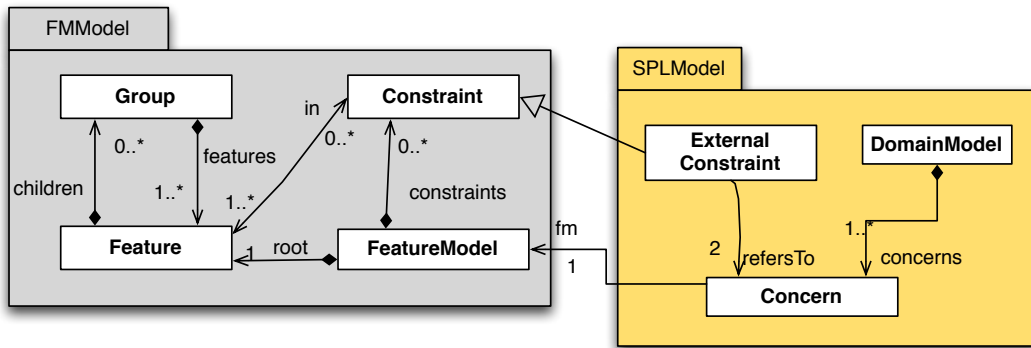 FMModel
SPLModel
Group
Constraint
in
0..*
0..*
0..*
features
External
Constraint
DomainModel
children
1..*
1..*
constraints
fm
1..*
Feature
1
root
FeatureModel
1
2
refersTo
concerns
Concern